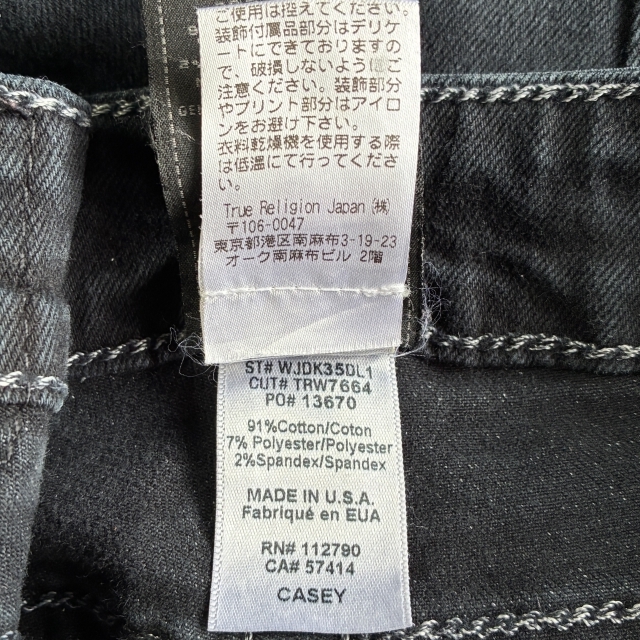 ご使用は控えてください。
装飾付属品部分はデリケ
ートにできておりますの
で、破損しないようにご
注意ください。装飾部分
やプリント部分はアイロ
ンをお避け下さい。
衣料乾燥機を使用する際
は低温にて行ってくださ
い。
True Religion Japan ㈱
〒106-0047
東京都港区南麻布3-19-23
オーク南麻布ビル 2階
ST# WJDK35DL1
CUT# TRW7664
PO# 13670
91%Cotton/Coton
7% Polyester/Polyester
2%Spandex/Spandex
MADE IN U.S.A.
Fabriqué en EUA
RN# 112790
CA# 57414
CASEY